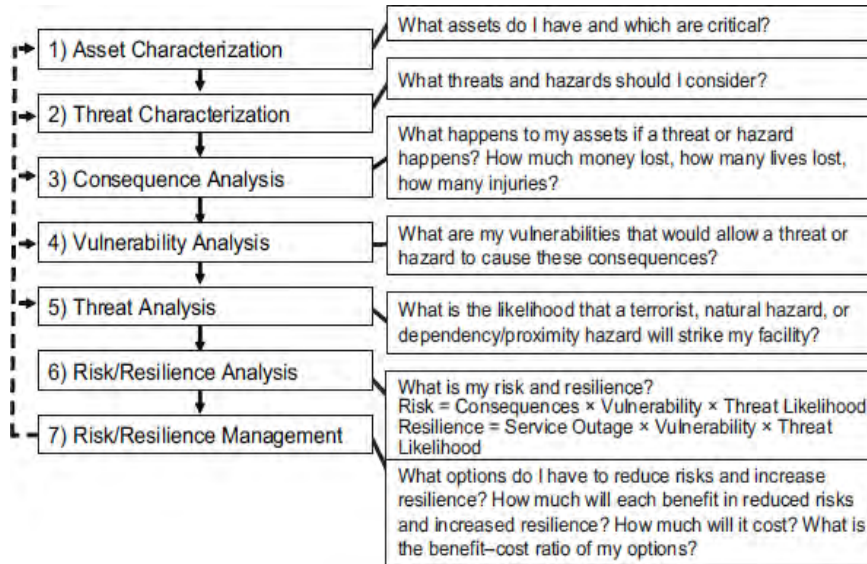 1) Asset Characterization
What assets do I have and which are critical?
2) Threat Characterization
What threats and hazards should I consider?
3) Consequence Analysis
What happens to my assets if a threat or hazard
happens? How much money lost, how many lives lost,
how many injuries?
4) Vulnerability Analysis
What are my vulnerabilities that would allow a threat or
hazard to cause these consequences?
5) Threat Analysis
What is the likelihood that a terrorist, natural hazard, or
dependency/proximity hazard will strike my facility?
6) Risk/Resilience Analysis
What is my risk and resilience?
Risk = Consequences × Vulnerability × Threat Likelihood
Resilience = Service Outage × Vulnerability × Threat
Likelihood
7) Risk/Resilience Management
What options do I have to reduce risks and increase
resilience? How much will each benefit in reduced risks
and increased resilience? How much will it cost? What is
the benefit–cost ratio of my options?